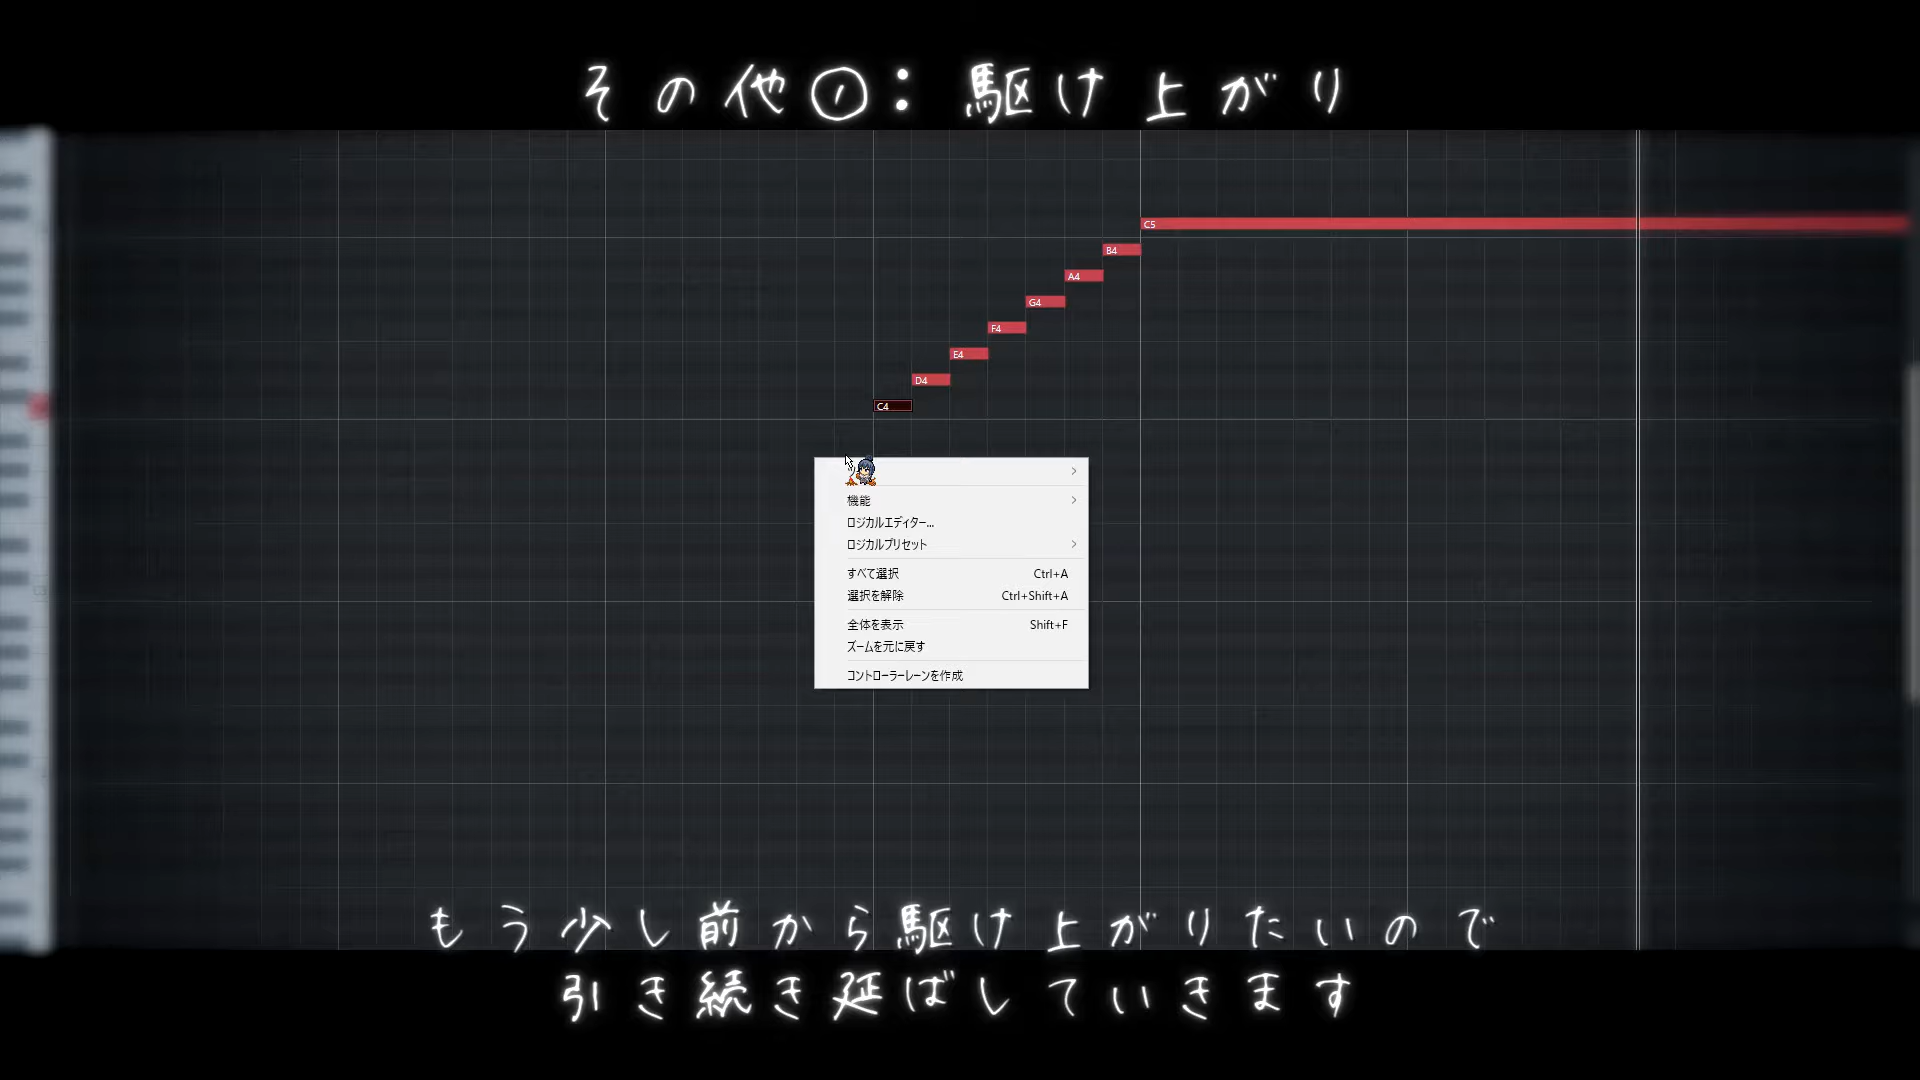 その他①：駆け上がり
C5
B4
A4
G4
F4
E4
D4
C4
機能
ロジカルエディター...
ロジカルプリセット
すべて選択 Ctrl+A
選択を解除 Ctrl+Shift+A
全体を表示 Shift+F
ズームを元に戻す
コントローラーレーンを作成
もう少し前から駆け上がりたいので
引き続き延ばしていきます